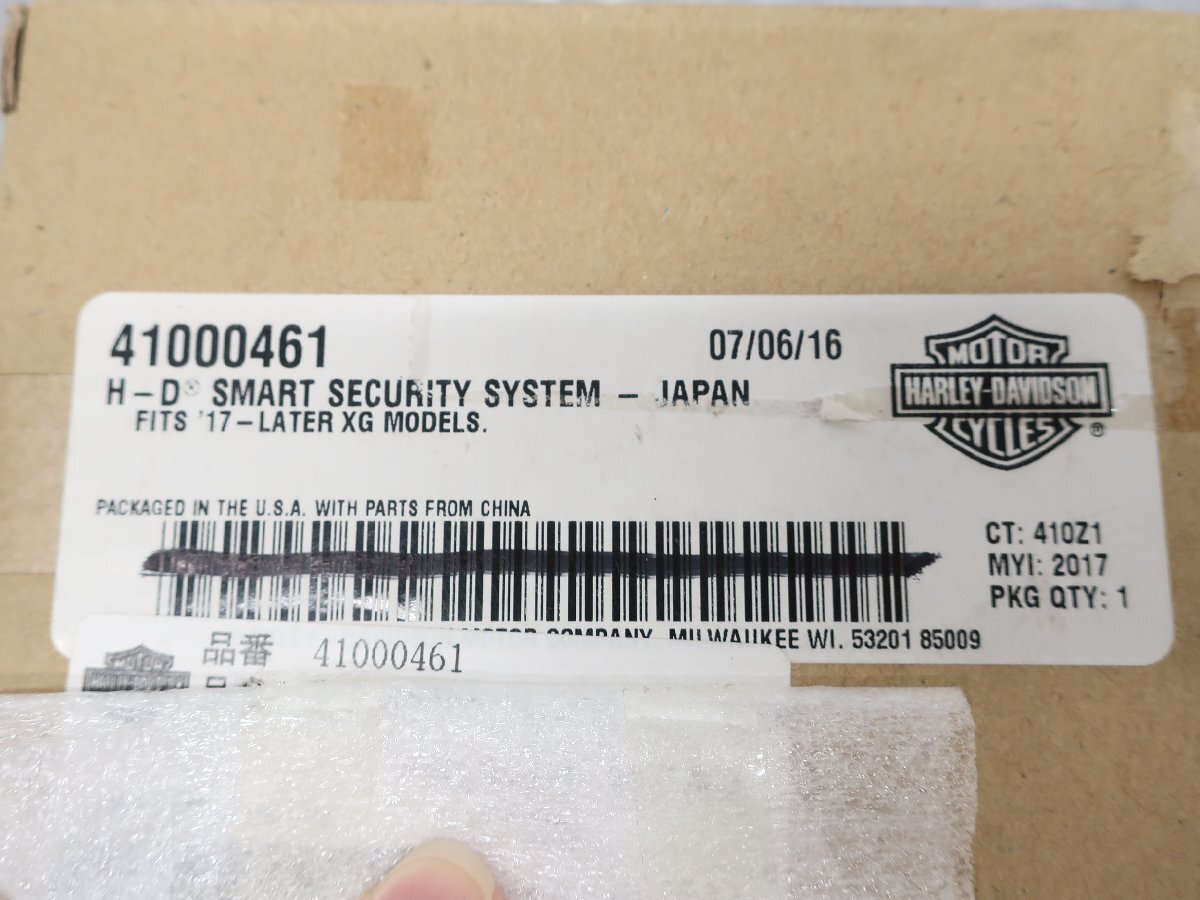 41000461
07/06/16
H-D® SMART SECURITY SYSTEM - JAPAN
FITS '17-LATER XG MODELS.
MOTOR
HARLEY-DAVIDSON
CYCLES
®
PACKAGED IN THE U.S.A. WITH PARTS FROM CHINA
CT: 410Z1
MYI: 2017
PKG QTY: 1
MOTOR COMPANY, MILWAUKEE WI. 53201 85009
品番 41000461